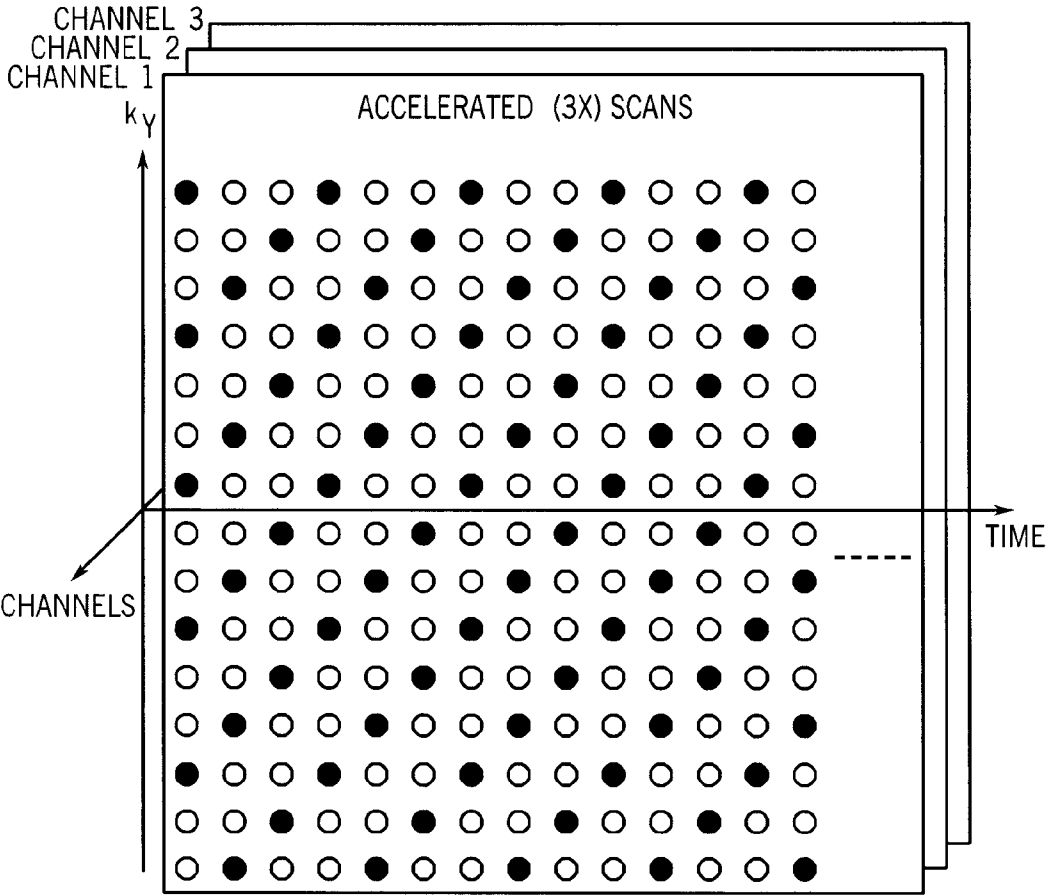 CHANNEL 3
CHANNEL 2
CHANNEL 1
kY
ACCELERATED (3X) SCANS
TIME
CHANNELS